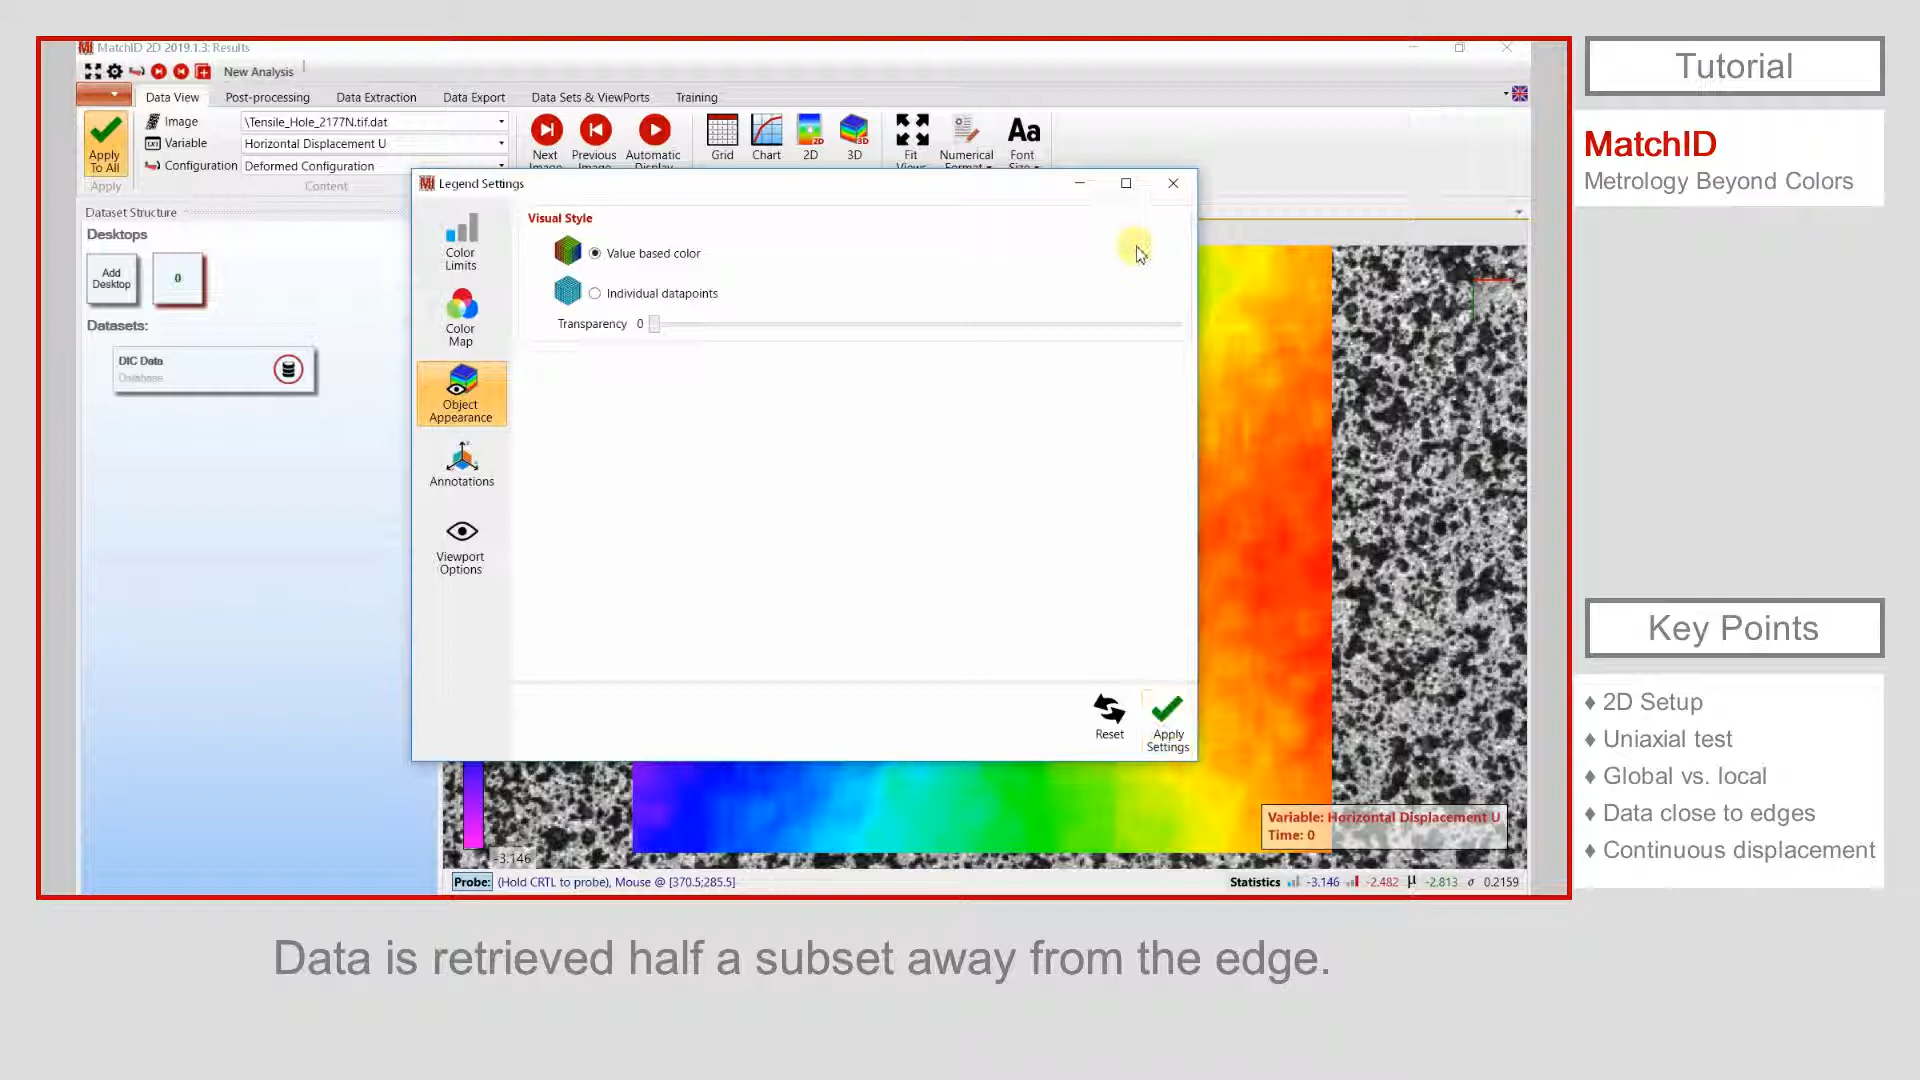 MatchID 2D 2019.1.3: Results
New Analysis
Data View Post-processing Data Extraction Data Export Data Sets & ViewPorts Training
Apply To All
Image \Tensile_Hole_2177N.tif.dat
Variable Horizontal Displacement U
Configuration Deformed Configuration
Apply
Content
Next Image
Previous Image
Automatic Display
Grid
Chart
2D
3D
Fit Views
Numerical Format
Aa Font Size
Dataset Structure
Desktops
Add Desktop
0
Datasets:
DIC Data
Database
Legend Settings
Color Limits
Color Map
Object Appearance
Annotations
Viewport Options
Visual Style
Value based color
Individual datapoints
Transparency 0
Reset
Apply Settings
Variable: Horizontal Displacement U
Time: 0
-3.146
Probe: (Hold CRTL to probe), Mouse @ [370.5;285.5]
Statistics -3.146 -2.482 μ -2.813 σ 0.2159
Tutorial
MatchID
Metrology Beyond Colors
Key Points
♦ 2D Setup
♦ Uniaxial test
♦ Global vs. local
♦ Data close to edges
♦ Continuous displacement
Data is retrieved half a subset away from the edge.